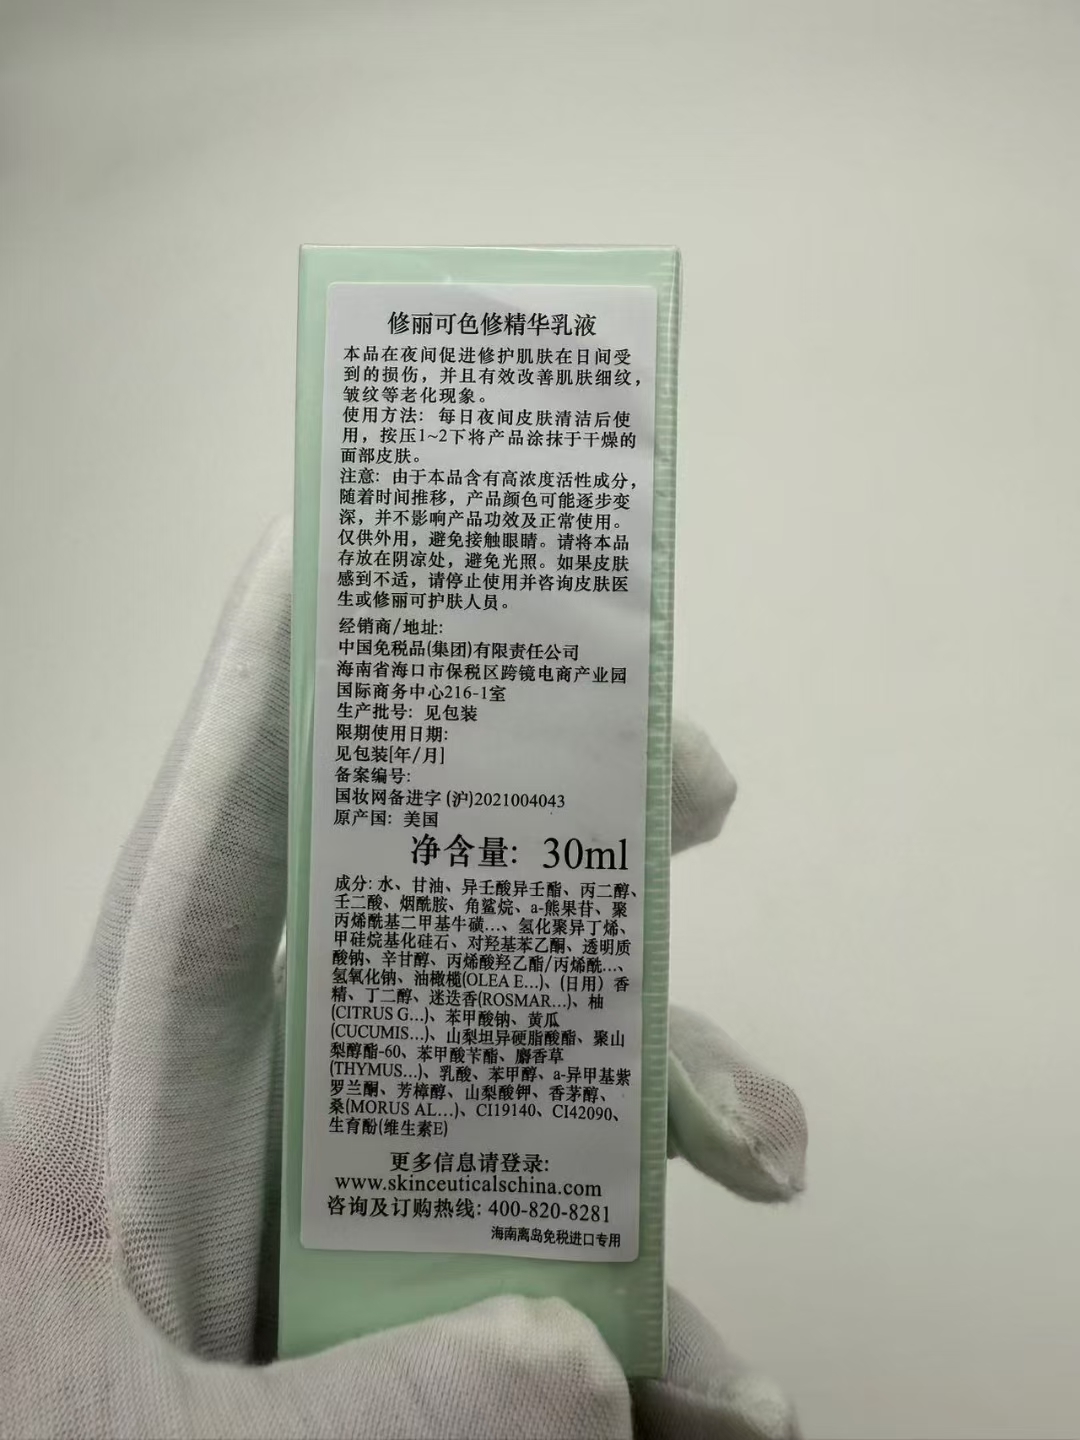 修丽可色修精华乳液
本品在夜间促进修护肌肤在日间受
到的损伤，并且有效改善肌肤细纹，
皱纹等老化现象。
使用方法：每日夜间皮肤清洁后使
用，按压1~2下将产品涂抹于干燥的
面部皮肤。
注意：由于本品含有高浓度活性成分，
随着时间推移，产品颜色可能逐步变
深，并不影响产品功效及正常使用。
仅供外用，避免接触眼睛。请将本品
存放在阴凉处，避免光照。如果皮肤
感到不适，请停止使用并咨询皮肤医
生或修丽可护肤人员。
经销商/地址:
中国免税品(集团)有限责任公司
海南省海口市保税区跨镜电商产业园
国际商务中心216-1室
生产批号：见包装
限期使用日期:
见包装[年/月]
备案编号:
国妆网备进字 (沪)2021004043
原产国：美国
净含量：30ml
成分: 水、甘油、异壬酸异壬酯、丙二醇、
壬二酸、烟酰胺、角鲨烷、a-熊果苷、聚
丙烯酰基二甲基牛磺...、氢化聚异丁烯、
甲硅烷基化硅石、对羟基苯乙酮、透明质
酸钠、辛甘醇、丙烯酸羟乙酯/丙烯酰...、
氢氧化钠、油橄榄(OLEA E...)、(日用）香
精、丁二醇、迷迭香(ROSMAR...)、柚
(CITRUS G...)、苯甲酸钠、黄瓜
(CUCUMIS...)、山梨坦异硬脂酸酯、聚山
梨醇酯-60、苯甲酸苄酯、麝香草
(THYMUS...)、乳酸、苯甲醇、a-异甲基紫
罗兰酮、芳樟醇、山梨酸钾、香茅醇、
桑(MORUS AL...)、CI19140、CI42090、
生育酚(维生素E)
更多信息请登录:
www.skinceuticalschina.com
咨询及订购热线: 400-820-8281
海南离岛免税进口专用